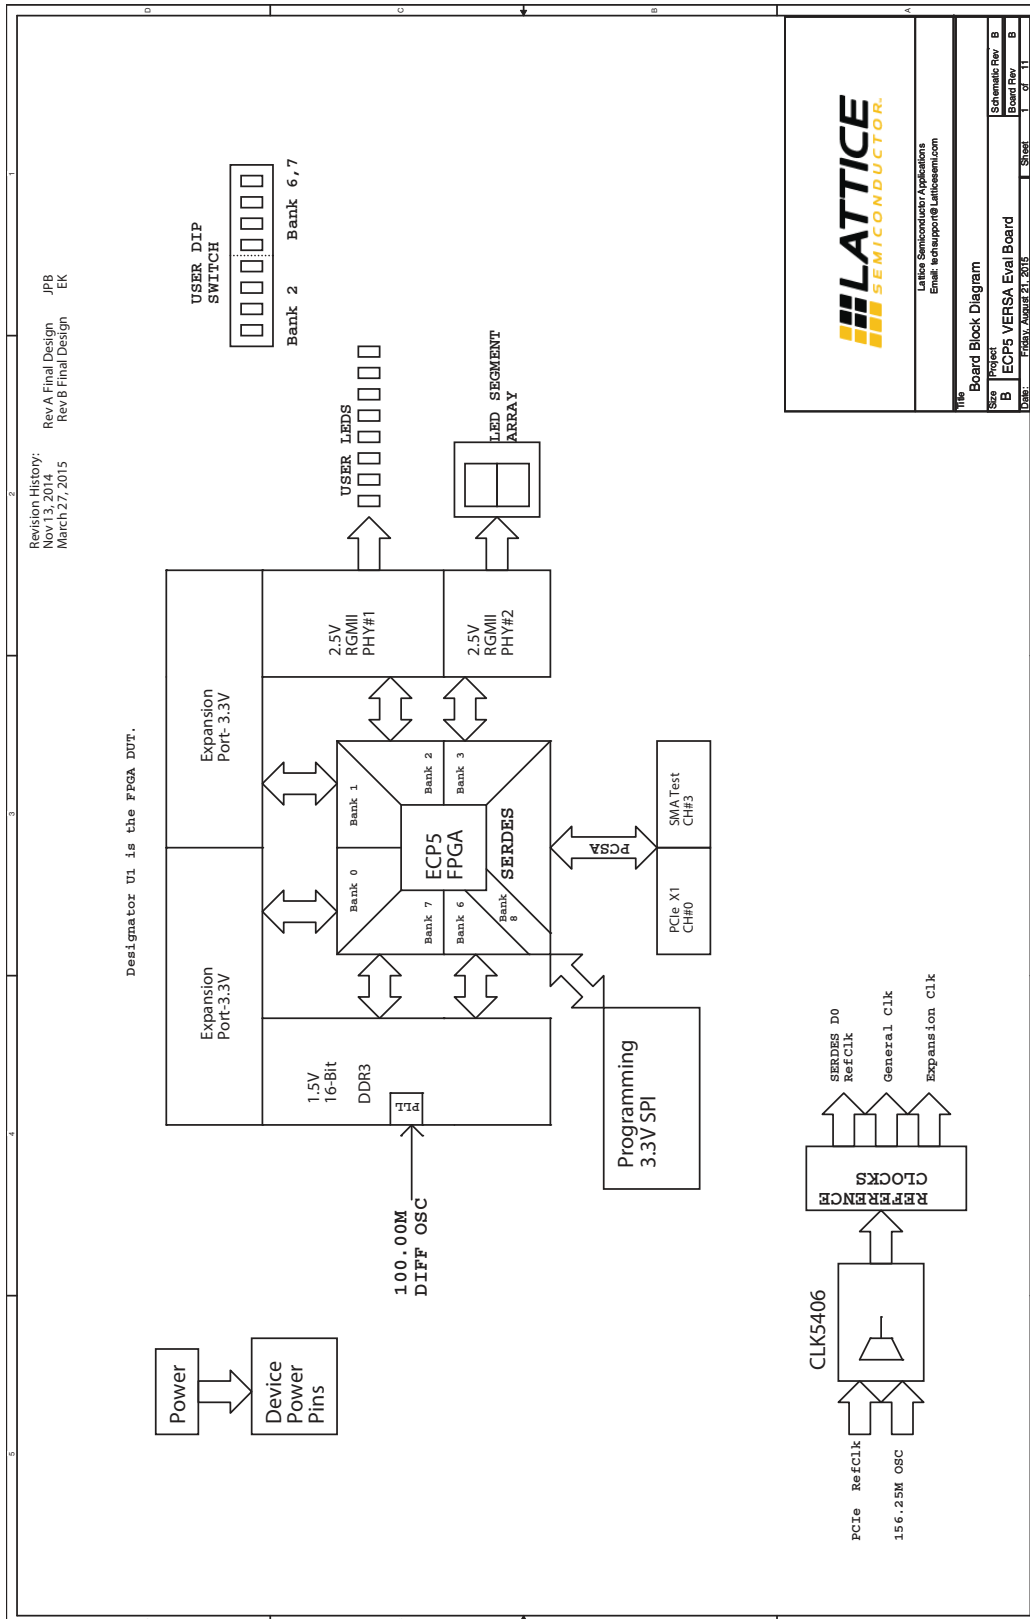 Revision History:
Nov 13, 2014 Rev A Final Design JPB
March 27, 2015 Rev B Final Design EK
Designator U1 is the FPGA DUT.
Power
Device
Power
Pins
Expansion
Port-3.3V
Expansion
Port- 3.3V
USER DIP
SWITCH
Bank 2
Bank 6,7
1.5V
16-Bit
DDR3
PLL
100.00M
DIFF OSC
Bank 0
Bank 1
Bank 7
Bank 2
ECP5
FPGA
Bank 6
Bank 3
Bank
8
SERDES
2.5V
RGMII
PHY#1
2.5V
RGMII
PHY#2
USER LEDS
LED SEGMENT
ARRAY
Programming
3.3V SPI
PCSA
PCIe X1
CH#0
SMA Test
CH#3
CLK5406
PCIe RefClk
156.25M OSC
REFERENCE
CLOCKS
SERDES D0
RefClk
General Clk
Expansion Clk
LATTICE
SEMICONDUCTOR
Lattice Semiconductor Applications
Email: techsupport@Latticesemi.com
Title
Board Block Diagram
Size
B
Project
ECP5 VERSA Eval Board
Schematic Rev B
Board Rev B
Date: Friday, August 21, 2015
Sheet 1 of 11
5
4
3
2
1
D
C
B
A